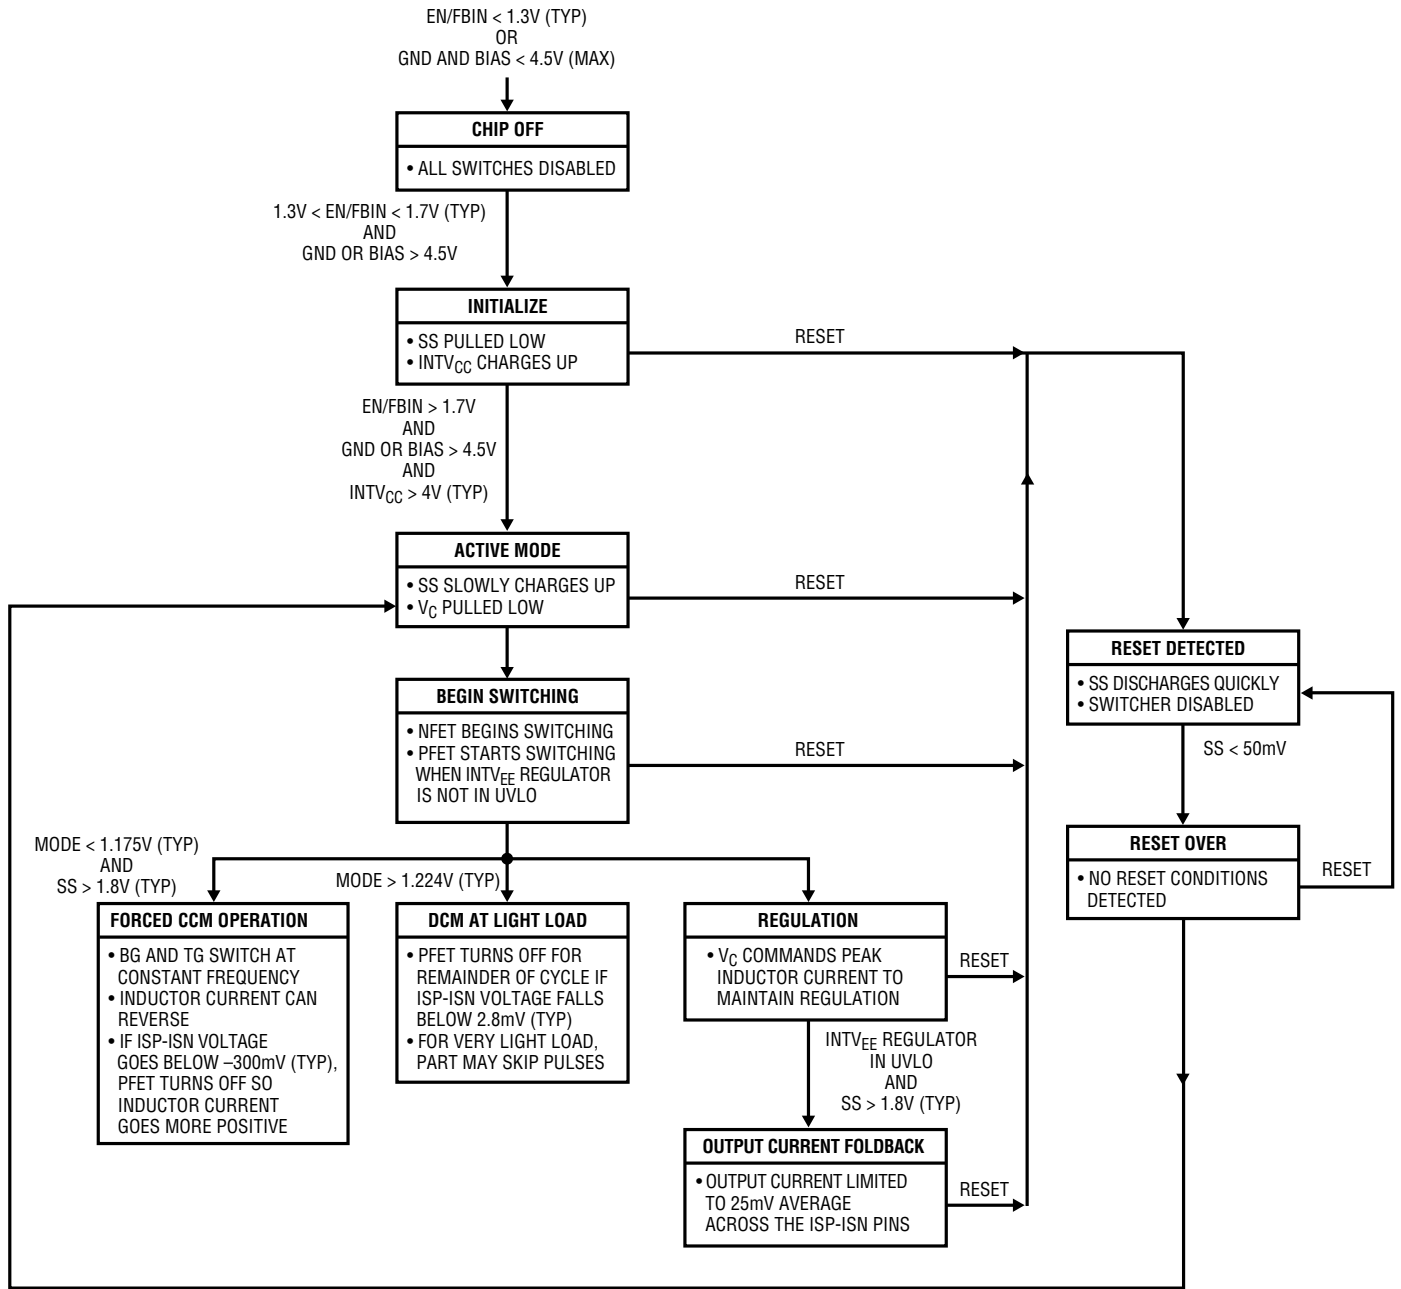 EN/FBIN < 1.3V (TYP)
OR
GND AND BIAS < 4.5V (MAX)
CHIP OFF
• ALL SWITCHES DISABLED
1.3V < EN/FBIN < 1.7V (TYP)
AND
GND OR BIAS > 4.5V
INITIALIZE
• SS PULLED LOW
• INTVCC CHARGES UP
RESET
EN/FBIN > 1.7V
AND
GND OR BIAS > 4.5V
AND
INTVCC > 4V (TYP)
ACTIVE MODE
• SS SLOWLY CHARGES UP
• VC PULLED LOW
RESET
BEGIN SWITCHING
• NFET BEGINS SWITCHING
• PFET STARTS SWITCHING
WHEN INTVEE REGULATOR
IS NOT IN UVLO
RESET
RESET DETECTED
• SS DISCHARGES QUICKLY
• SWITCHER DISABLED
SS < 50mV
RESET OVER
• NO RESET CONDITIONS
DETECTED
RESET
MODE < 1.175V (TYP)
AND
SS > 1.8V (TYP)
MODE > 1.224V (TYP)
FORCED CCM OPERATION
• BG AND TG SWITCH AT
CONSTANT FREQUENCY
• INDUCTOR CURRENT CAN
REVERSE
• IF ISP-ISN VOLTAGE
GOES BELOW –300mV (TYP),
PFET TURNS OFF SO
INDUCTOR CURRENT
GOES MORE POSITIVE
DCM AT LIGHT LOAD
• PFET TURNS OFF FOR
REMAINDER OF CYCLE IF
ISP-ISN VOLTAGE FALLS
BELOW 2.8mV (TYP)
• FOR VERY LIGHT LOAD,
PART MAY SKIP PULSES
REGULATION
• VC COMMANDS PEAK
INDUCTOR CURRENT TO
MAINTAIN REGULATION
RESET
INTVEE REGULATOR
IN UVLO
AND
SS > 1.8V (TYP)
OUTPUT CURRENT FOLDBACK
• OUTPUT CURRENT LIMITED
TO 25mV AVERAGE
ACROSS THE ISP-ISN PINS
RESET